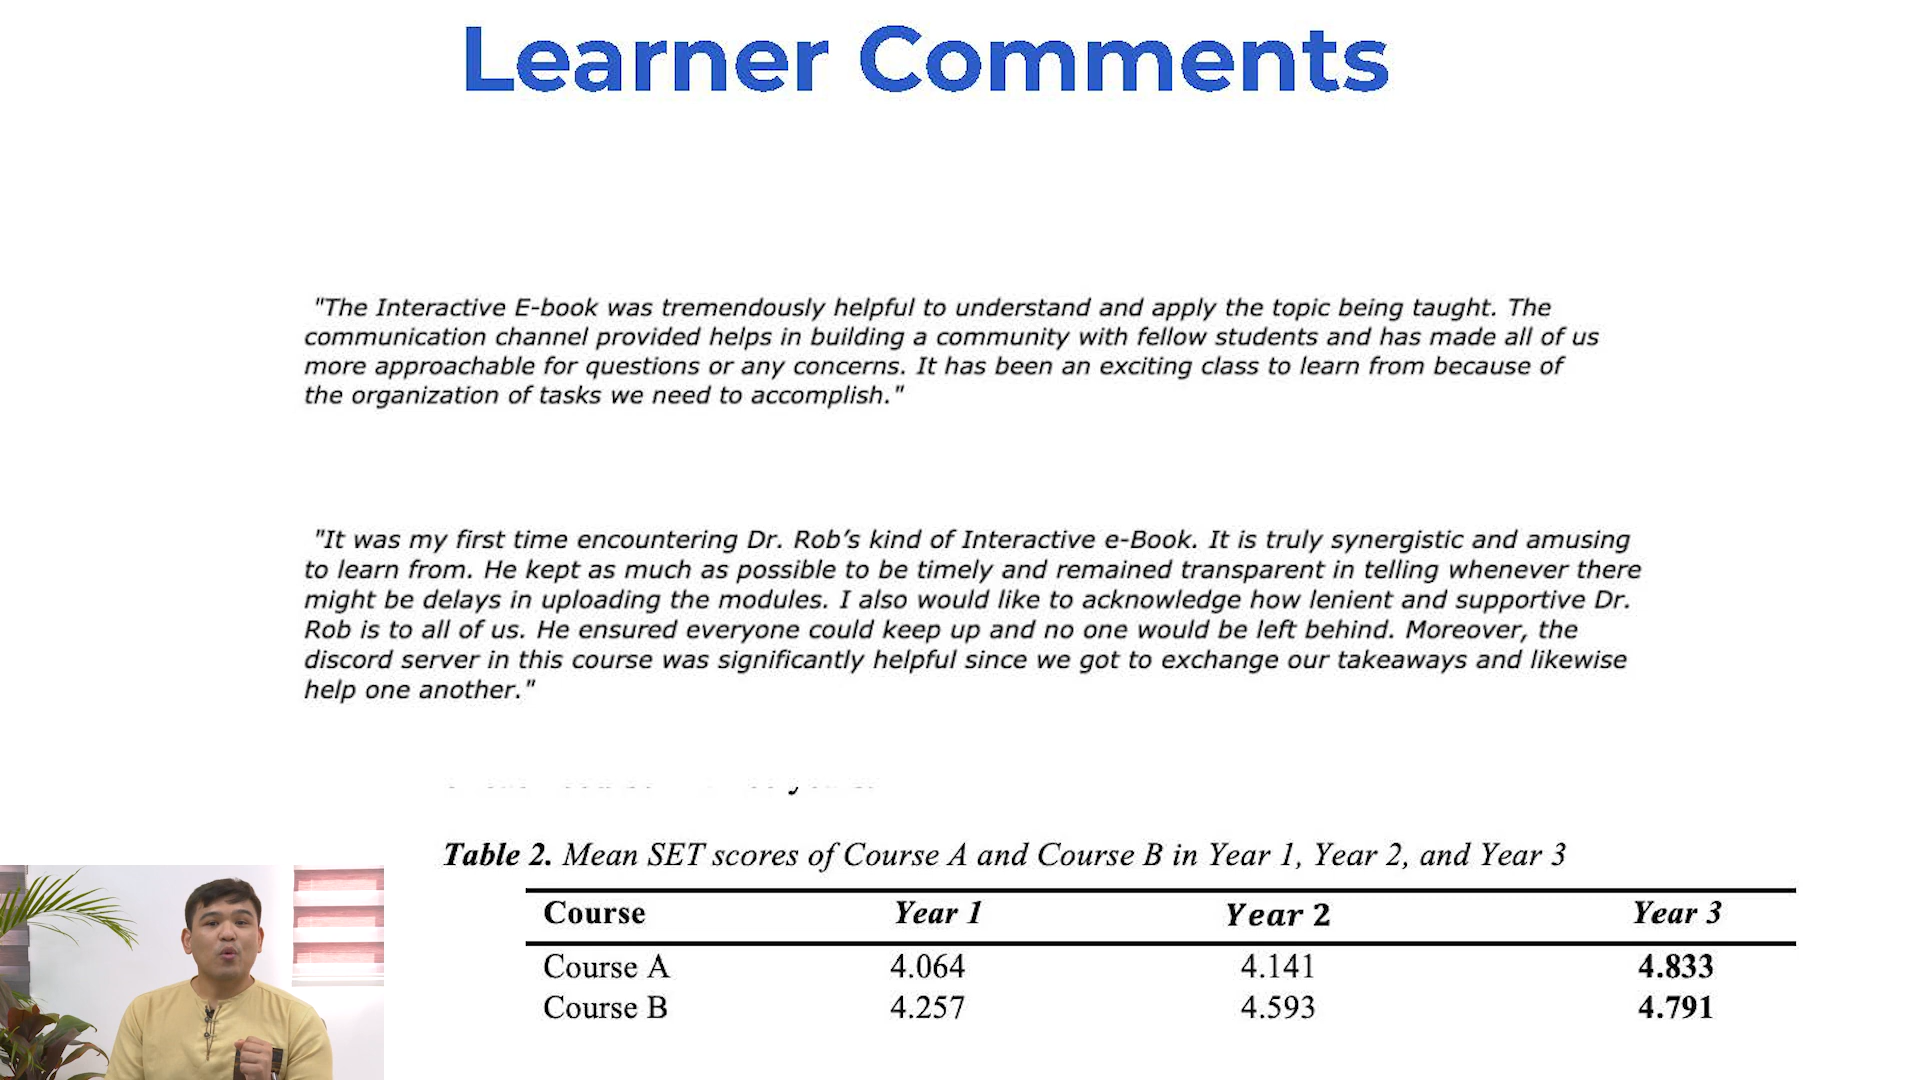 Learner Comments
"The Interactive E-book was tremendously helpful to understand and apply the topic being taught. The
communication channel provided helps in building a community with fellow students and has made all of us
more approachable for questions or any concerns. It has been an exciting class to learn from because of
the organization of tasks we need to accomplish."
"It was my first time encountering Dr. Rob’s kind of Interactive e-Book. It is truly synergistic and amusing
to learn from. He kept as much as possible to be timely and remained transparent in telling whenever there
might be delays in uploading the modules. I also would like to acknowledge how lenient and supportive Dr.
Rob is to all of us. He ensured everyone could keep up and no one would be left behind. Moreover, the
discord server in this course was significantly helpful since we got to exchange our takeaways and likewise
help one another."
Table 2. Mean SET scores of Course A and Course B in Year 1, Year 2, and Year 3
Course Year 1 Year 2 Year 3
Course A 4.064 4.141 4.833
Course B 4.257 4.593 4.791